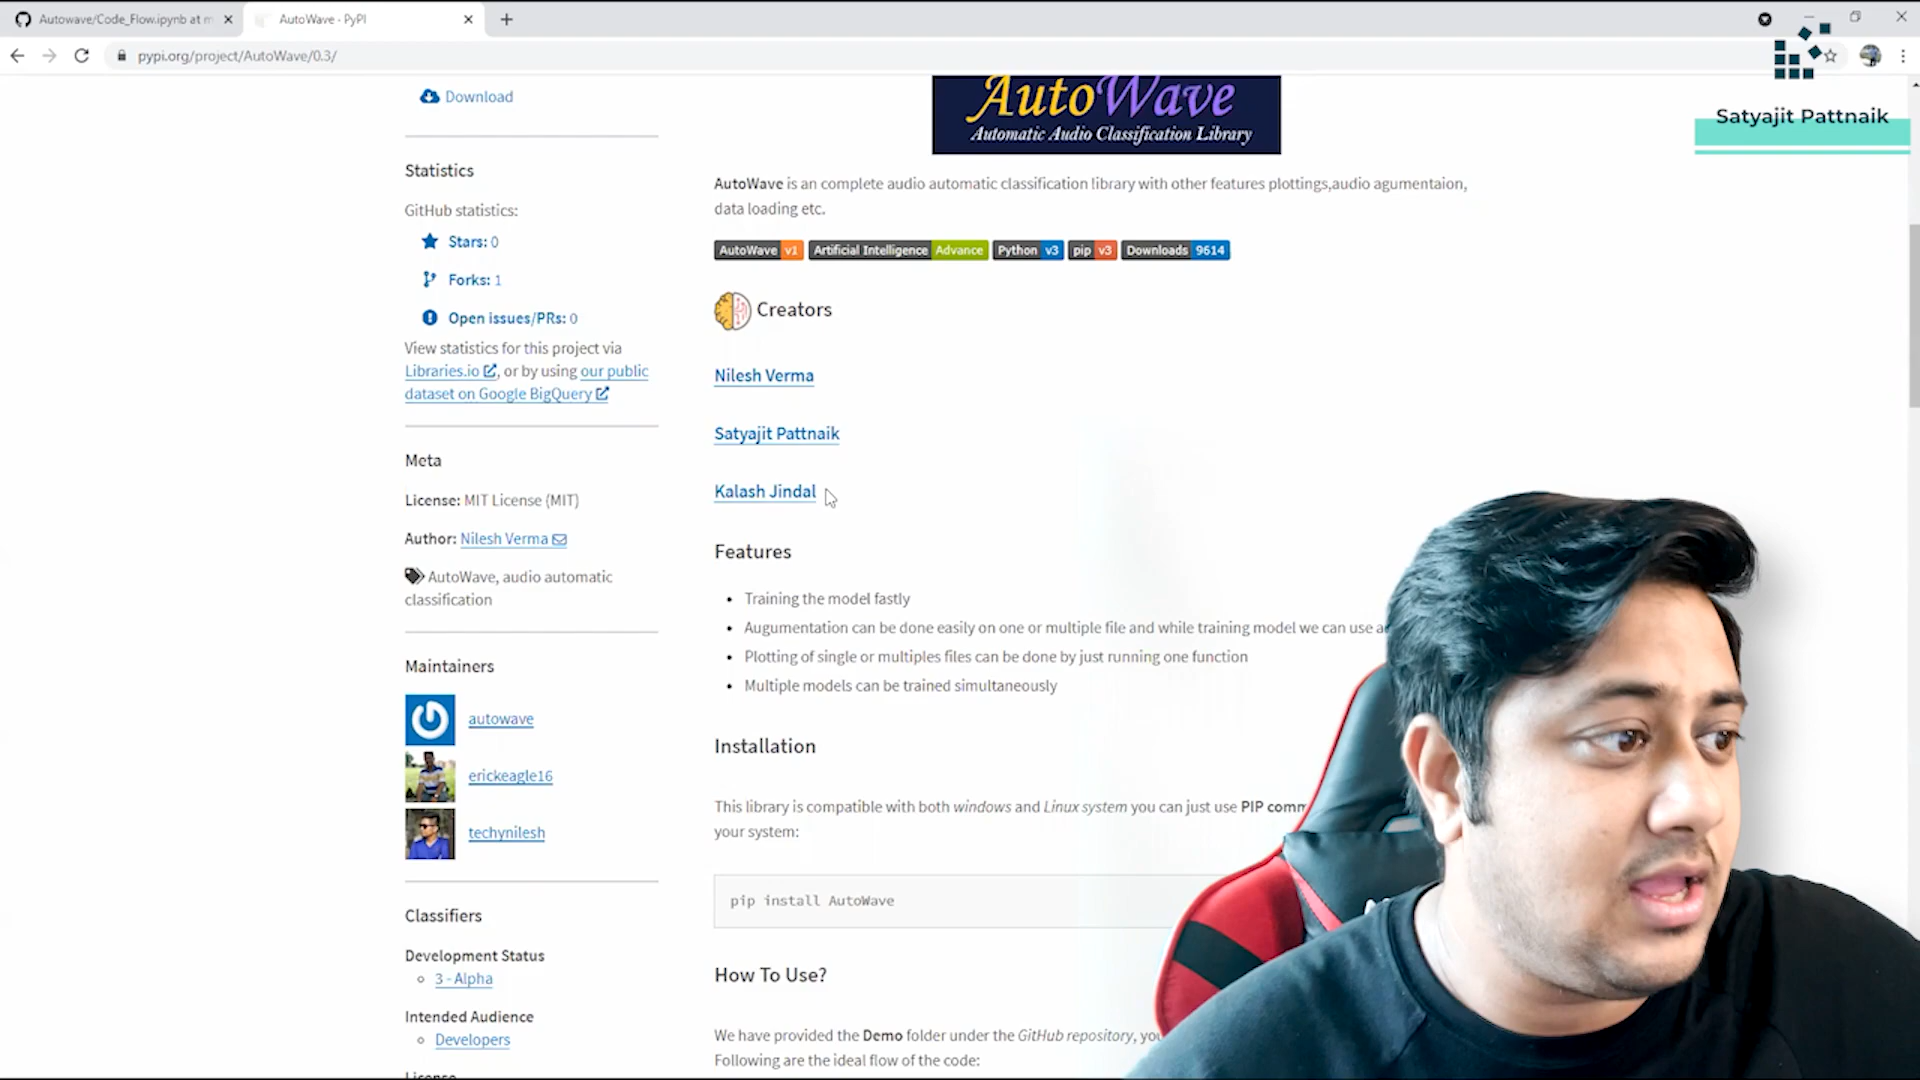 Autowave/Code_Flow.ipynb at m
AutoWave · PyPI
pypi.org/project/AutoWave/0.3/
Satyajit Pattnaik
Download
Statistics
GitHub statistics:
Stars: 0
Forks: 1
Open issues/PRs: 0
View statistics for this project via
Libraries.io, or by using our public
dataset on Google BigQuery
Meta
License: MIT License (MIT)
Author: Nilesh Verma
AutoWave, audio automatic
classification
Maintainers
autowave
erickeagle16
techynilesh
Classifiers
Development Status
3 - Alpha
Intended Audience
Developers
License
AutoWave
Automatic Audio Classification Library
AutoWave is an complete audio automatic classification library with other features plottings,audio agumentaion,
data loading etc.
AutoWave v1 Artificial Intelligence Advance Python v3 pip v3 Downloads 9614
Creators
Nilesh Verma
Satyajit Pattnaik
Kalash Jindal
Features
Training the model fastly
Augumentation can be done easily on one or multiple file and while training model we can use
Plotting of single or multiples files can be done by just running one function
Multiple models can be trained simultaneously
Installation
This library is compatible with both windows and Linux system you can just use PIP comm
your system:
pip install AutoWave
How To Use?
We have provided the Demo folder under the GitHub repository, yo
Following are the ideal flow of the code: